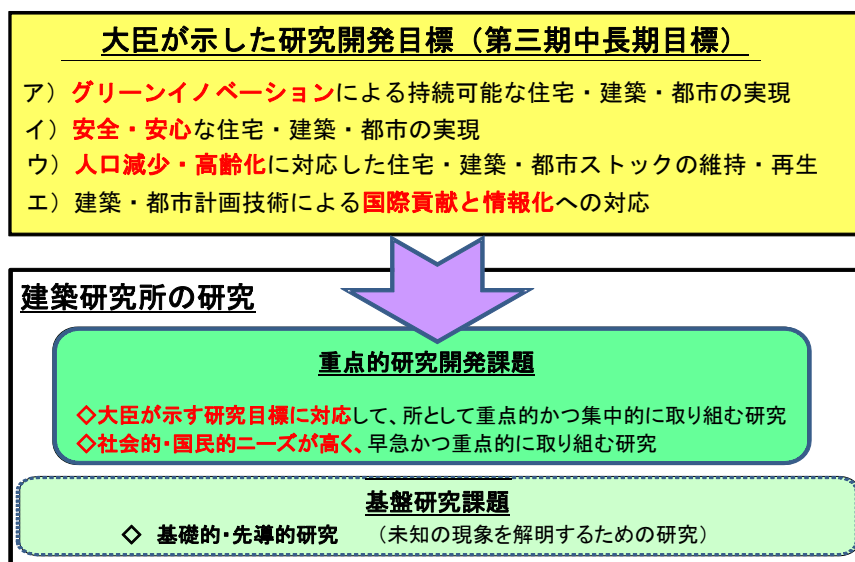 大臣が示した研究開発目標（第三期中長期目標）
ア）グリーンイノベーションによる持続可能な住宅・建築・都市の実現
イ）安全・安心な住宅・建築・都市の実現
ウ）人口減少・高齢化に対応した住宅・建築・都市ストックの維持・再生
エ）建築・都市計画技術による国際貢献と情報化への対応
建築研究所の研究
重点的研究開発課題
◇大臣が示す研究目標に対応して、所として重点的かつ集中的に取り組む研究
◇社会的・国民的ニーズが高く、早急かつ重点的に取り組む研究
基盤研究課題
◇ 基礎的・先導的研究 （未知の現象を解明するための研究）